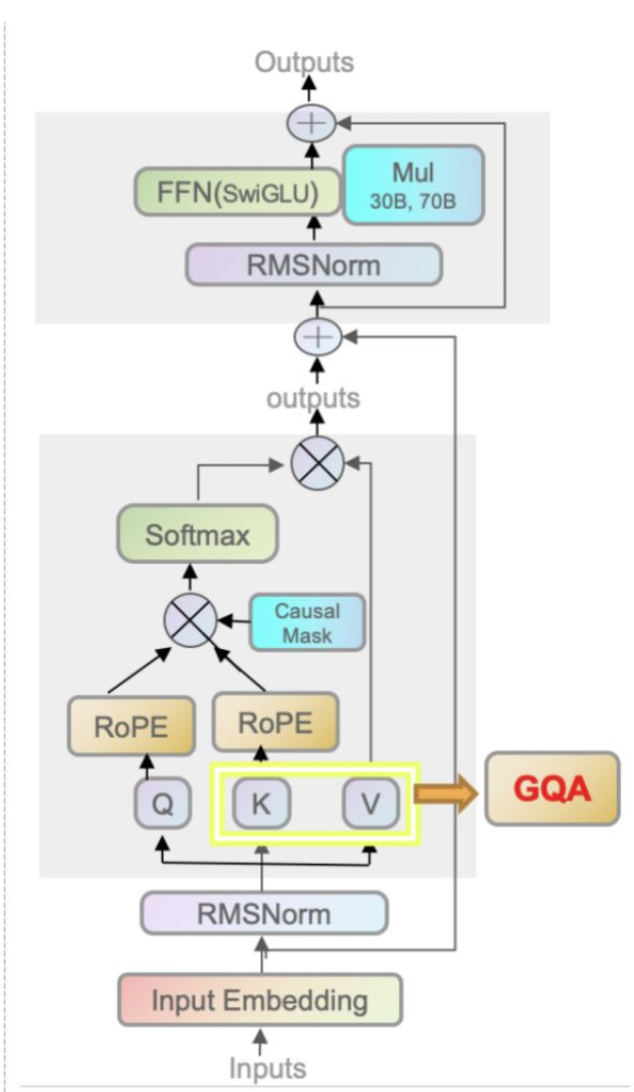 Outputs
FFN(SwiGLU)
Mul
30B, 70B
RMSNorm
outputs
Softmax
Causal
Mask
RoPE
RoPE
Q
K
V
GQA
RMSNorm
Input Embedding
Inputs